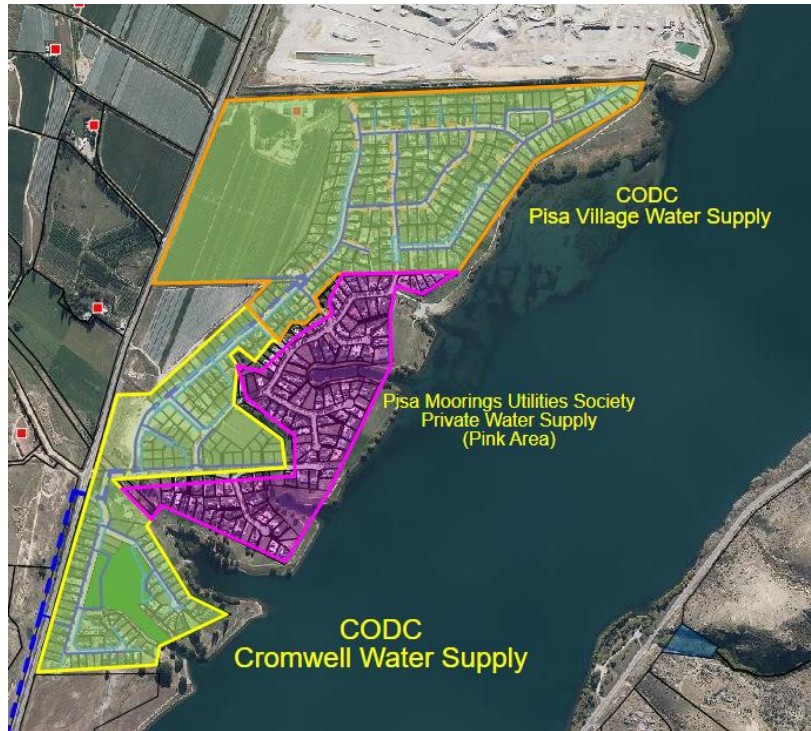 CODC
Pisa Village Water Supply
Pisa Moorings Utilities Society
Private Water Supply
(Pink Area)
CODC
Cromwell Water Supply